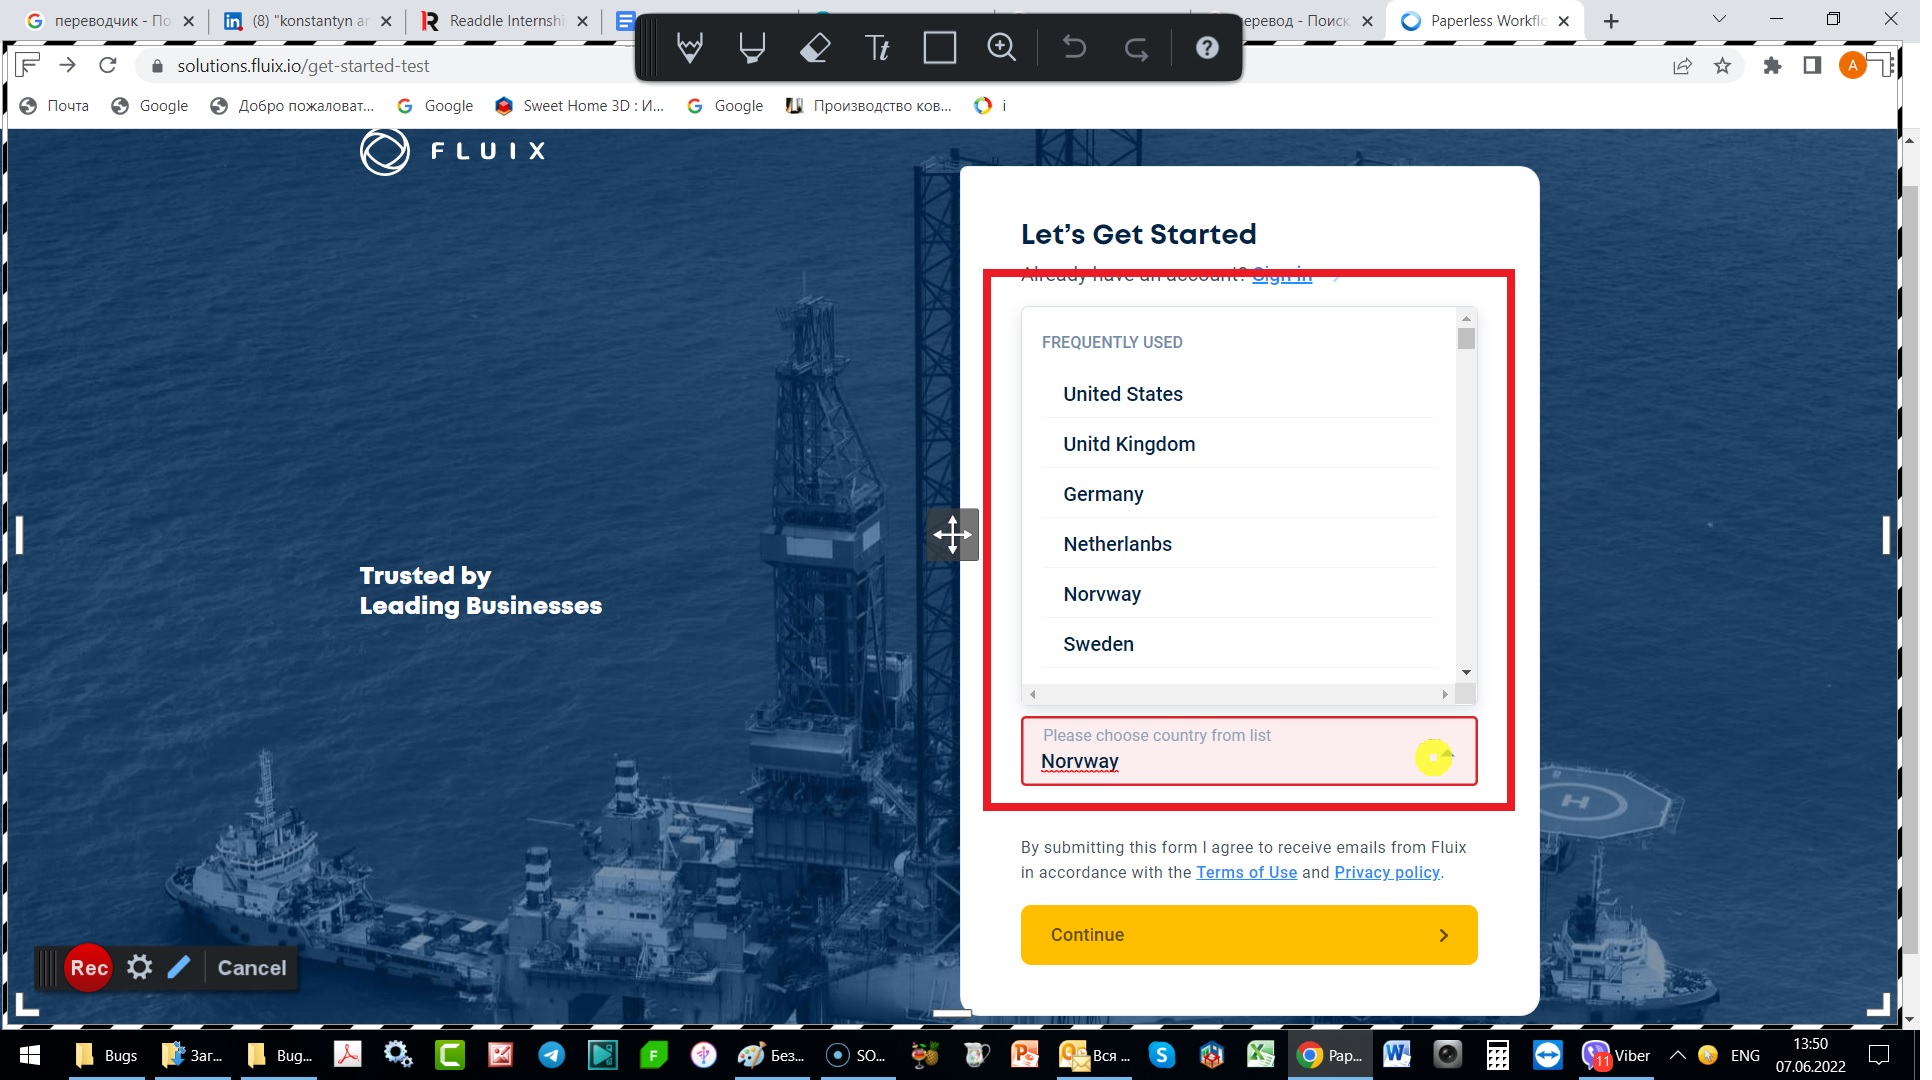 переводчик - По
(8) "konstantyn ar
Readdle Internshi
еревод - Поиск
Paperless Workflo
Tt
solutions.fluix.io/get-started-test
A
Почта
Google
Добро пожаловат...
Google
Sweet Home 3D : И...
Google
Производство ков...
i
FLUIX
Let's Get Started
Already have an account? Sign in
FREQUENTLY USED
United States
Unitd Kingdom
Germany
Netherlanbs
Norvway
Sweden
Please choose country from list
Norvway
Trusted by
Leading Businesses
By submitting this form I agree to receive emails from Fluix
in accordance with the Terms of Use and Privacy policy.
Continue
Rec
Cancel
H
Bugs
Заг...
Bug...
Без...
SO...
Вся ...
Pap...
11
Viber
ENG
13:50
07.06.2022